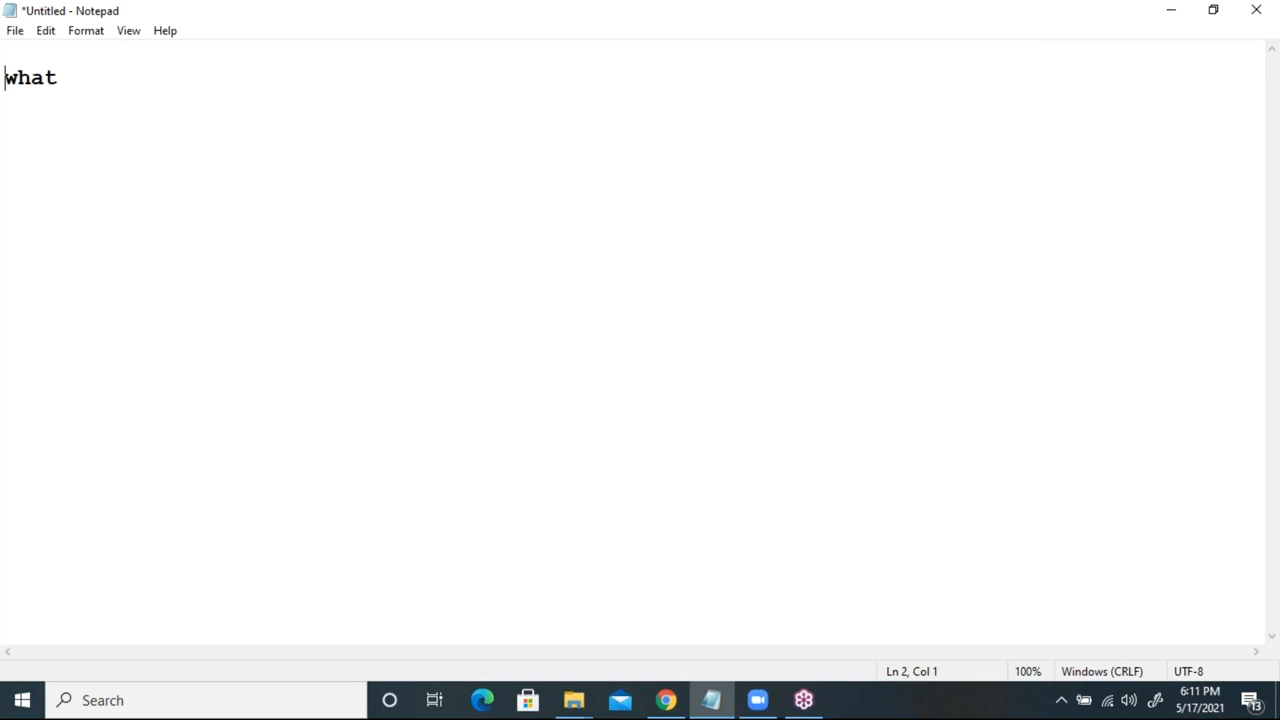 *Untitled - Notepad
File Edit Format View Help
what
Ln 2, Col 1 100% Windows (CRLF) UTF-8
Search
6:11 PM
5/17/2021
13